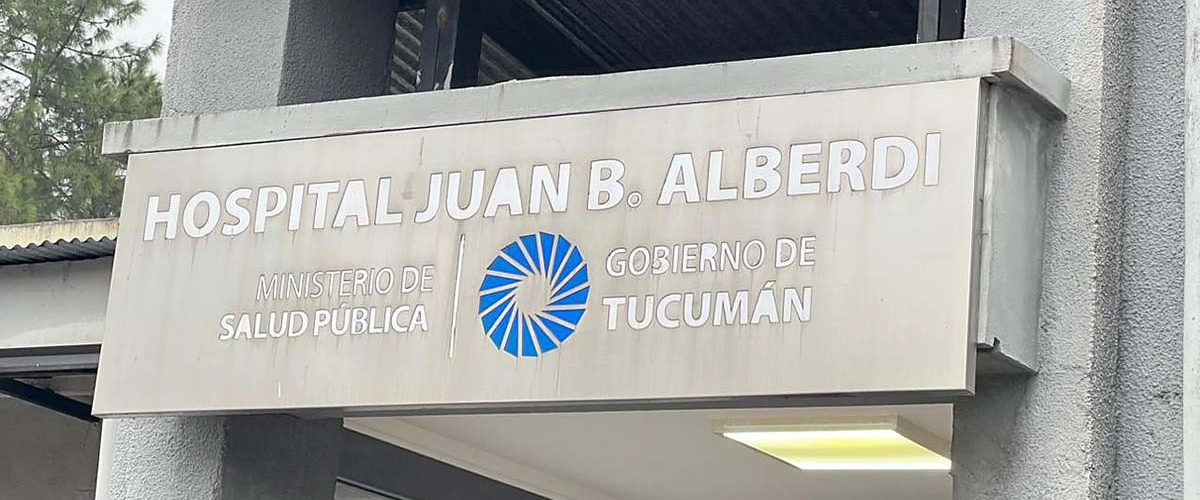 HOSPITAL JUAN B. ALBERDI
MINISTERIO DE
SALUD PÚBLICA
GOBIERNO DE
TUCUMÁN